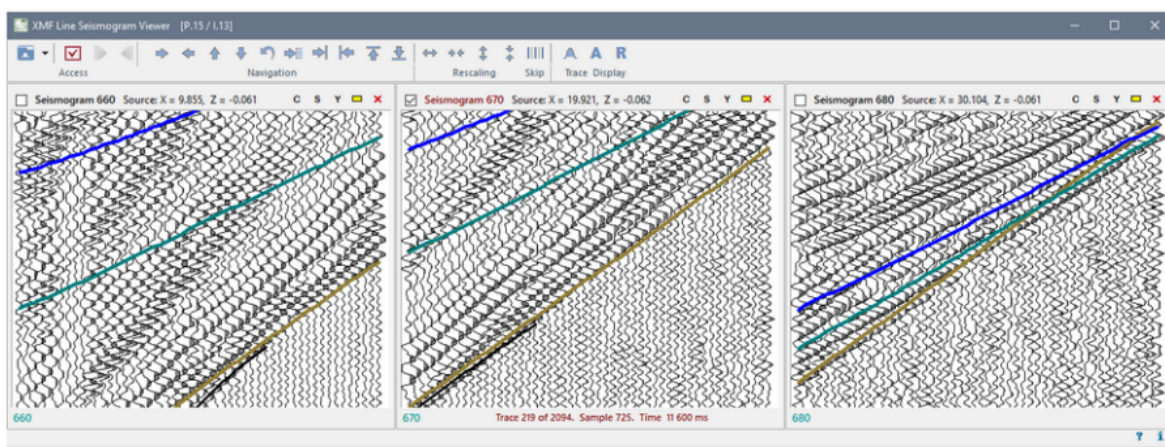 XMF Line Seismogram Viewer [P.15 / I.13]
A A R
Access Navigation Rescaling Skip Trace Display
Seismogram 660 Source: X = 9.855, Z = -0.061 C S Y
Seismogram 670 Source: X = 19.921, Z = -0.062 C S Y
Seismogram 680 Source: X = 30.104, Z = -0.061 C S Y
660
670 Trace 219 of 2094. Sample 725. Time 11 600 ms
680
? i